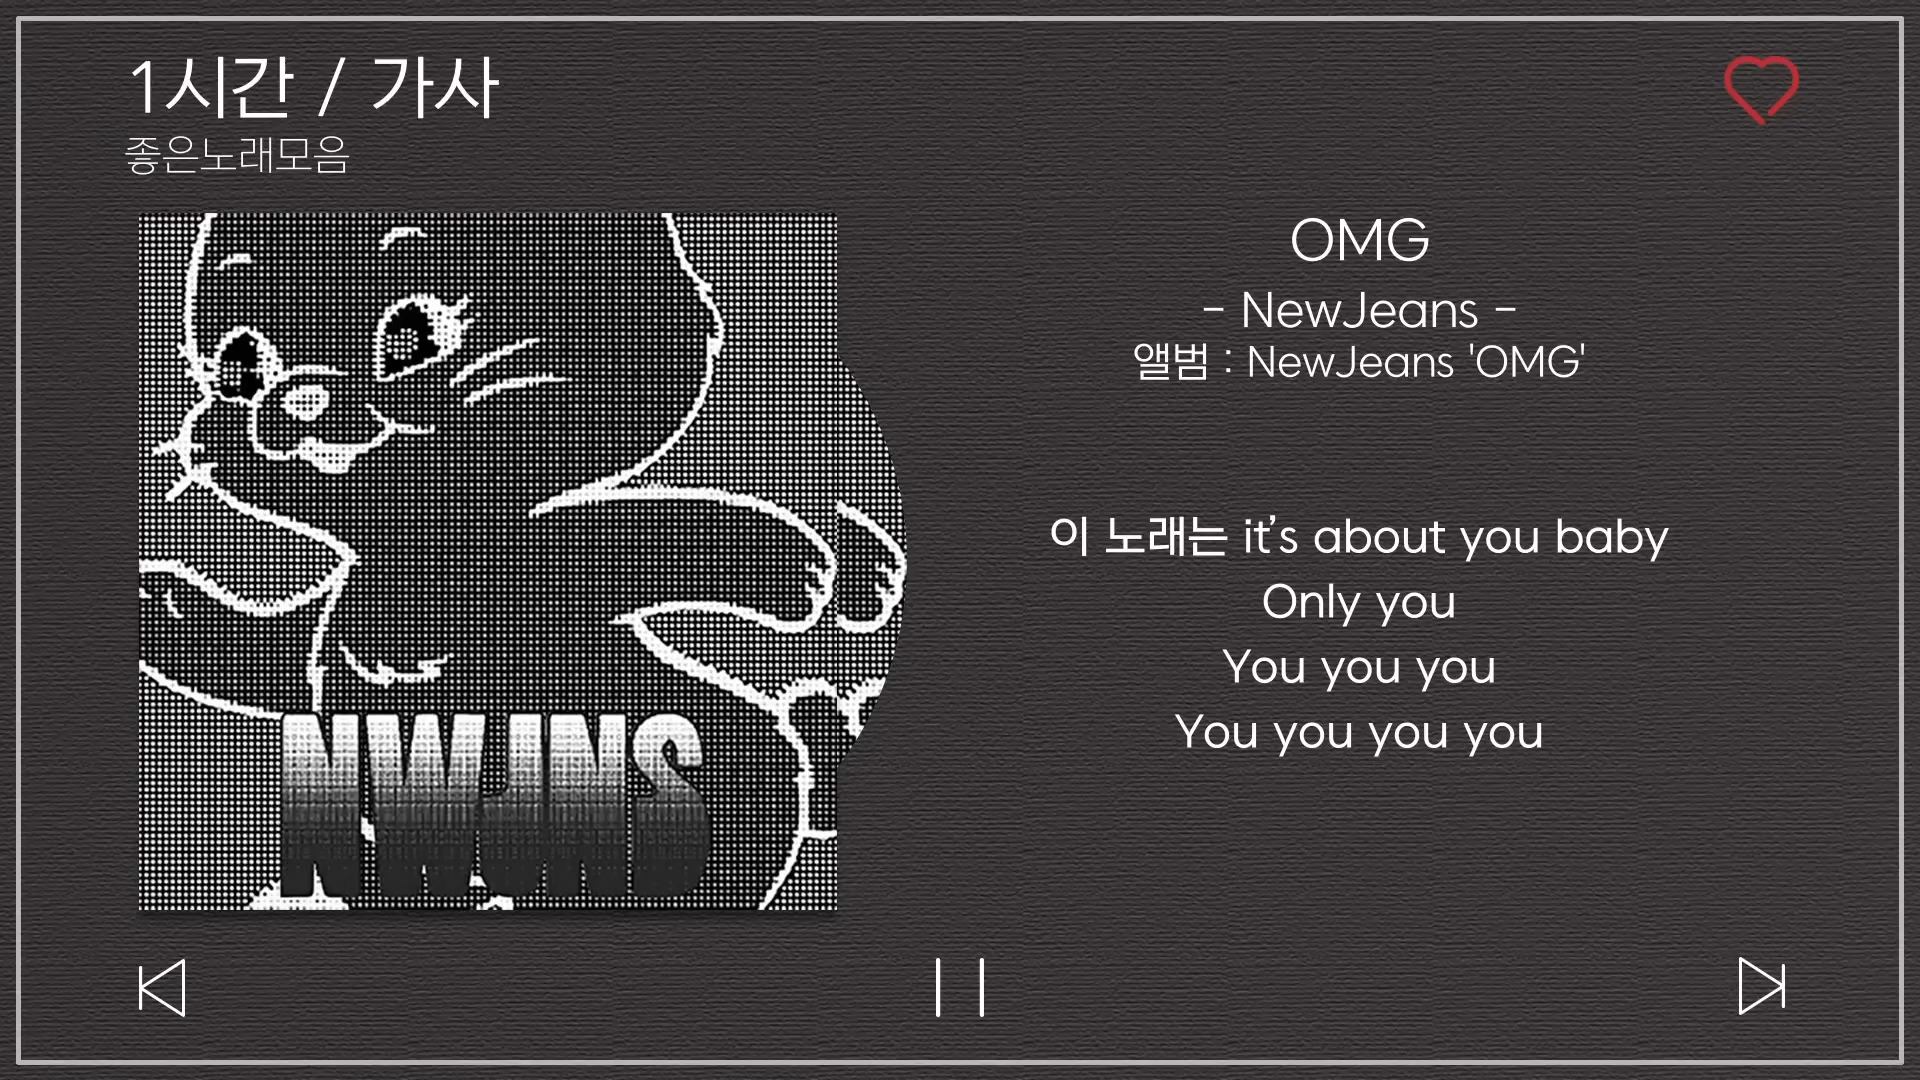 1시간 / 가사
좋은노래모음
NWJNS
OMG
- NewJeans -
앨범 : NewJeans 'OMG'
이 노래는 it's about you baby
Only you
You you you
You you you you